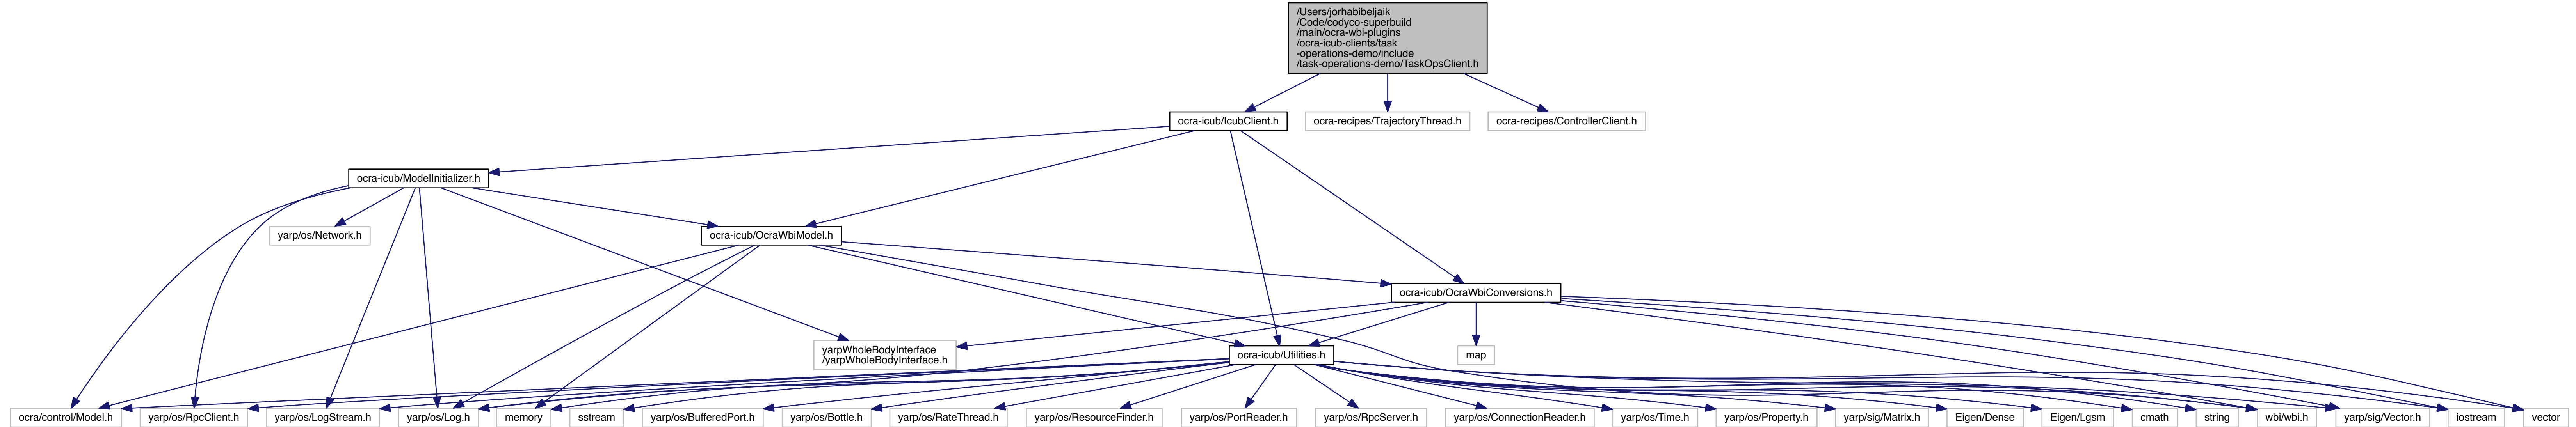 /Users/jorhabibeljaik
/Code/codyco-superbuild
/main/ocra-wbi-plugins
/ocra-icub-clients/task
-operations-demo/include
/task-operations-demo/TaskOpsClient.h
ocra-icub/IcubClient.h
ocra-recipes/TrajectoryThread.h
ocra-recipes/ControllerClient.h
ocra-icub/ModelInitializer.h
yarp/os/Network.h
ocra-icub/OcraWbiModel.h
ocra-icub/OcraWbiConversions.h
yarpWholeBodyInterface
/yarpWholeBodyInterface.h
ocra-icub/Utilities.h
map
ocra/control/Model.h
yarp/os/RpcClient.h
yarp/os/LogStream.h
yarp/os/Log.h
memory
sstream
yarp/os/BufferedPort.h
yarp/os/Bottle.h
yarp/os/RateThread.h
yarp/os/ResourceFinder.h
yarp/os/PortReader.h
yarp/os/RpcServer.h
yarp/os/ConnectionReader.h
yarp/os/Time.h
yarp/os/Property.h
yarp/sig/Matrix.h
Eigen/Dense
Eigen/Lgsm
cmath
string
wbi/wbi.h
yarp/sig/Vector.h
iostream
vector